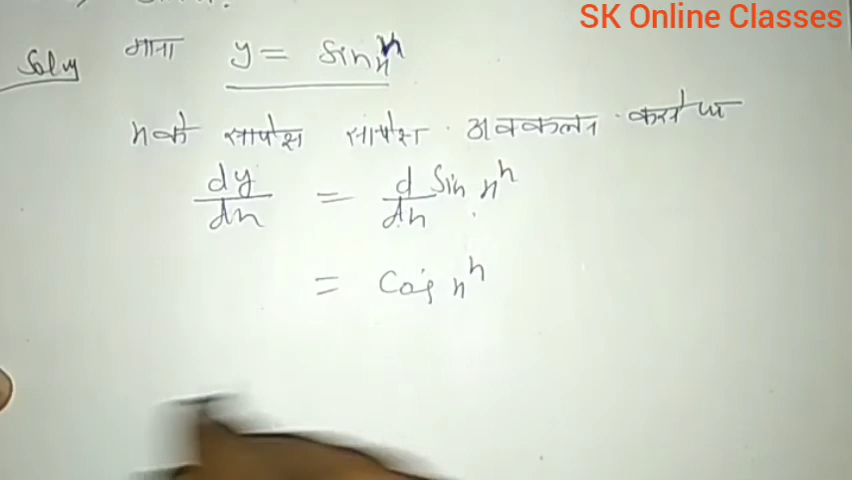 SK Online Classes
Soln माना y = sin xⁿ
x के सापेक्ष सापेक्ष अवकलन करने पर
dy/dx = d/dx sin xⁿ
= cos xⁿ